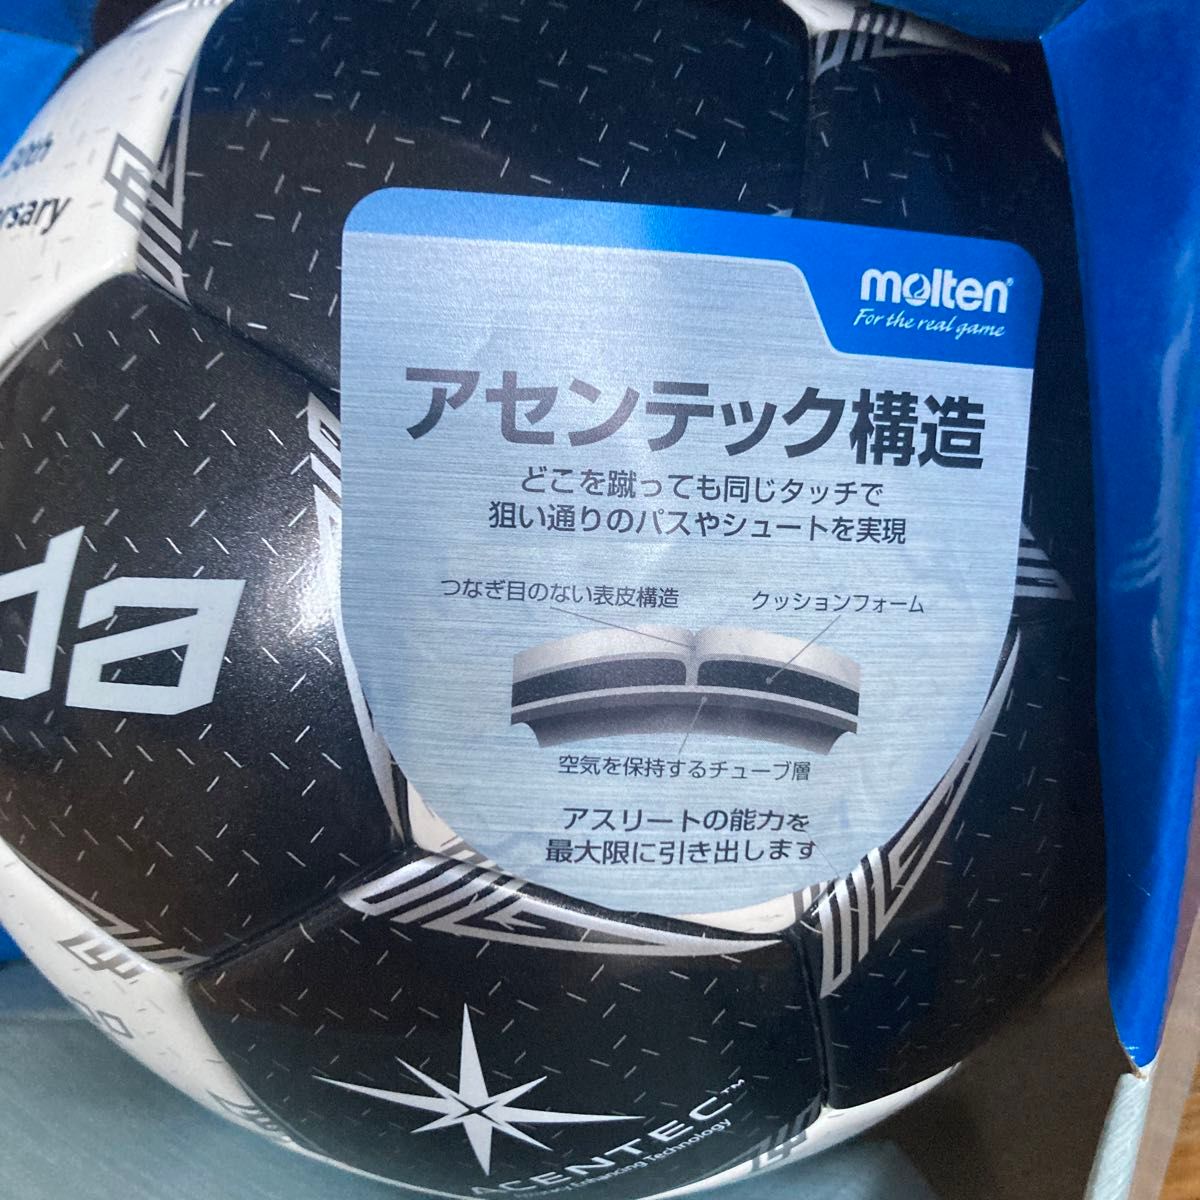 molten®
For the real game
アセンテック構造
どこを蹴っても同じタッチで
狙い通りのパスやシュートを実現
つなぎ目のない表皮構造
クッションフォーム
空気を保持するチューブ層
アスリートの能力を
最大限に引き出します
da
ACENTEC™
Technology